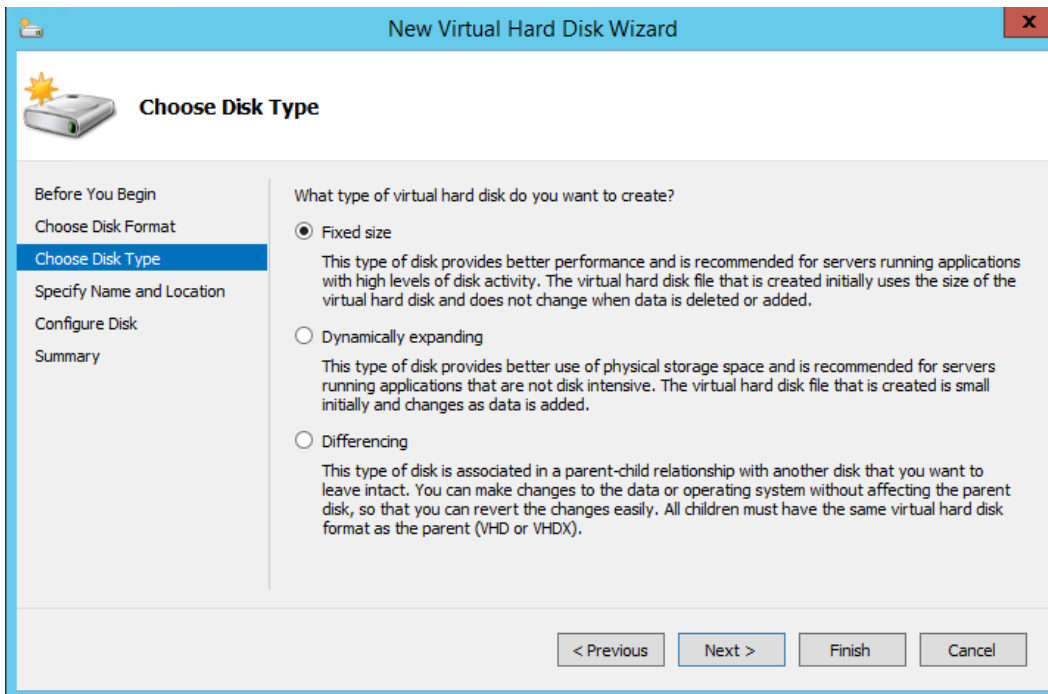 New Virtual Hard Disk Wizard
x
Choose Disk Type
Before You Begin
Choose Disk Format
Choose Disk Type
Specify Name and Location
Configure Disk
Summary
What type of virtual hard disk do you want to create?
Fixed size
This type of disk provides better performance and is recommended for servers running applications
with high levels of disk activity. The virtual hard disk file that is created initially uses the size of the
virtual hard disk and does not change when data is deleted or added.
Dynamically expanding
This type of disk provides better use of physical storage space and is recommended for servers
running applications that are not disk intensive. The virtual hard disk file that is created is small
initially and changes as data is added.
Differencing
This type of disk is associated in a parent-child relationship with another disk that you want to
leave intact. You can make changes to the data or operating system without affecting the parent
disk, so that you can revert the changes easily. All children must have the same virtual hard disk
format as the parent (VHD or VHDX).
< Previous
Next >
Finish
Cancel